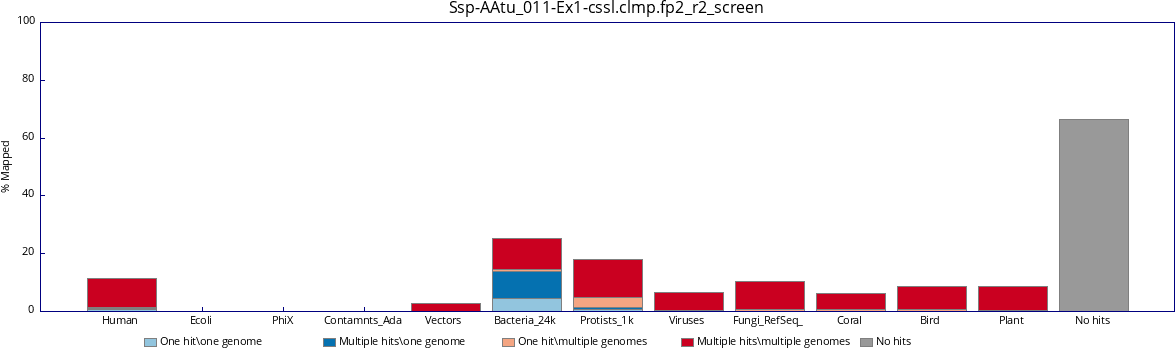 Ssp-AAtu_011-Ex1-cssl.clmp.fp2_r2_screen
100
80
60
40
20
0
% Mapped
Human Ecoli PhiX Contamnts_Ada Vectors Bacteria_24k Protists_1k Viruses Fungi_RefSeq_ Coral Bird Plant No hits
One hit\one genome Multiple hits\one genome One hit\multiple genomes Multiple hits\multiple genomes No hits